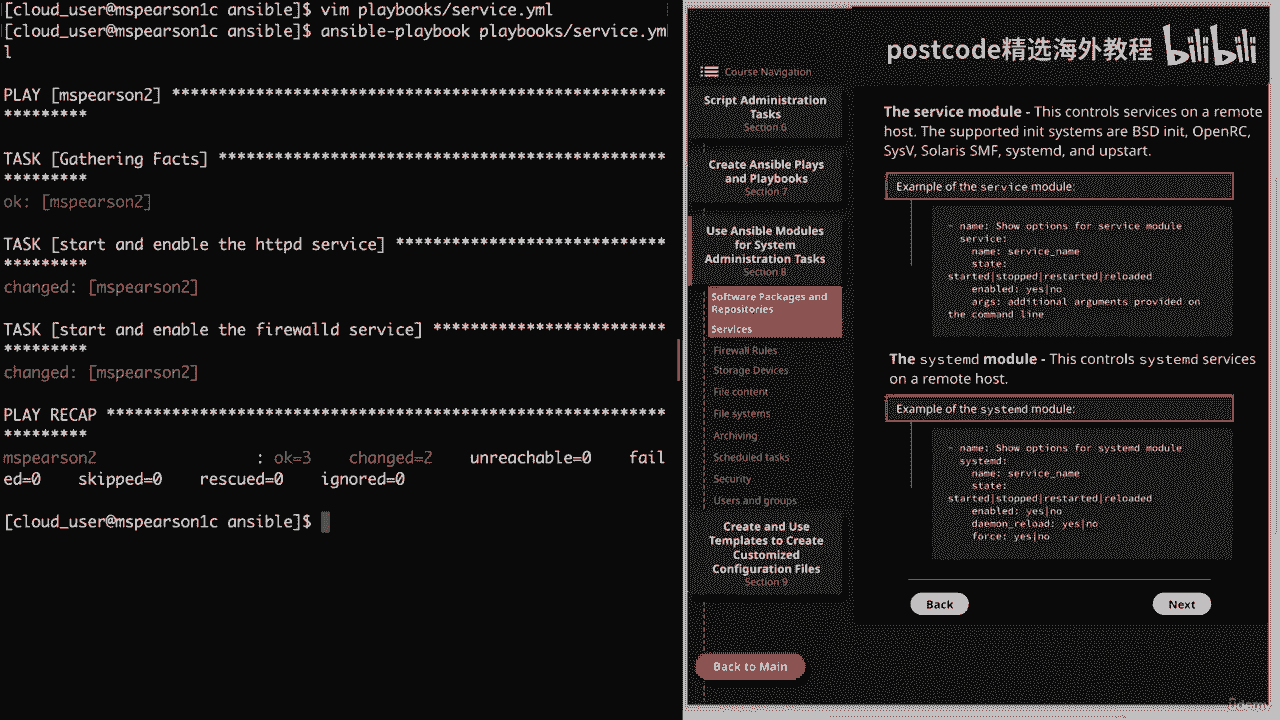 [cloud_user@mspearson1c ansible]$ vim playbooks/service.yml
[cloud_user@mspearson1c ansible]$ ansible-playbook playbooks/service.ym
l
PLAY [mspearson2] *****************************************************
*********
TASK [Gathering Facts] ************************************************
*********
ok: [mspearson2]
TASK [start and enable the httpd service] *****************************
*********
changed: [mspearson2]
TASK [start and enable the firewalld service] *************************
*********
changed: [mspearson2]
PLAY RECAP ************************************************************
*********
mspearson2 : ok=3 changed=2 unreachable=0 fail
ed=0 skipped=0 rescued=0 ignored=0
[cloud_user@mspearson1c ansible]$
postcode精选海外教程 bilibili
Course Navigation
Script Administration
Tasks
Section 6
Create Ansible Plays
and Playbooks
Section 7
Use Ansible Modules
for System
Administration Tasks
Section 8
Software Packages and
Repositories
Services
Firewall Rules
Storage Devices
File content
File systems
Archiving
Scheduled tasks
Security
Users and groups
Create and Use
Templates to Create
Customized
Configuration Files
Section 9
Back to Main
The service module - This controls services on a remote
host. The supported init systems are BSD init, OpenRC,
SysV, Solaris SMF, systemd, and upstart.
Example of the service module:
- name: Show options for service module
service:
name: service_name
state:
started|stopped|restarted|reloaded
enabled: yes|no
args: additional arguments provided on
the command line
The systemd module - This controls systemd services
on a remote host.
Example of the systemd module:
- name: Show options for systemd module
systemd:
name: service_name
state:
started|stopped|restarted|reloaded
enabled: yes|no
daemon_reload: yes|no
force: yes|no
Back
Next
Udemy